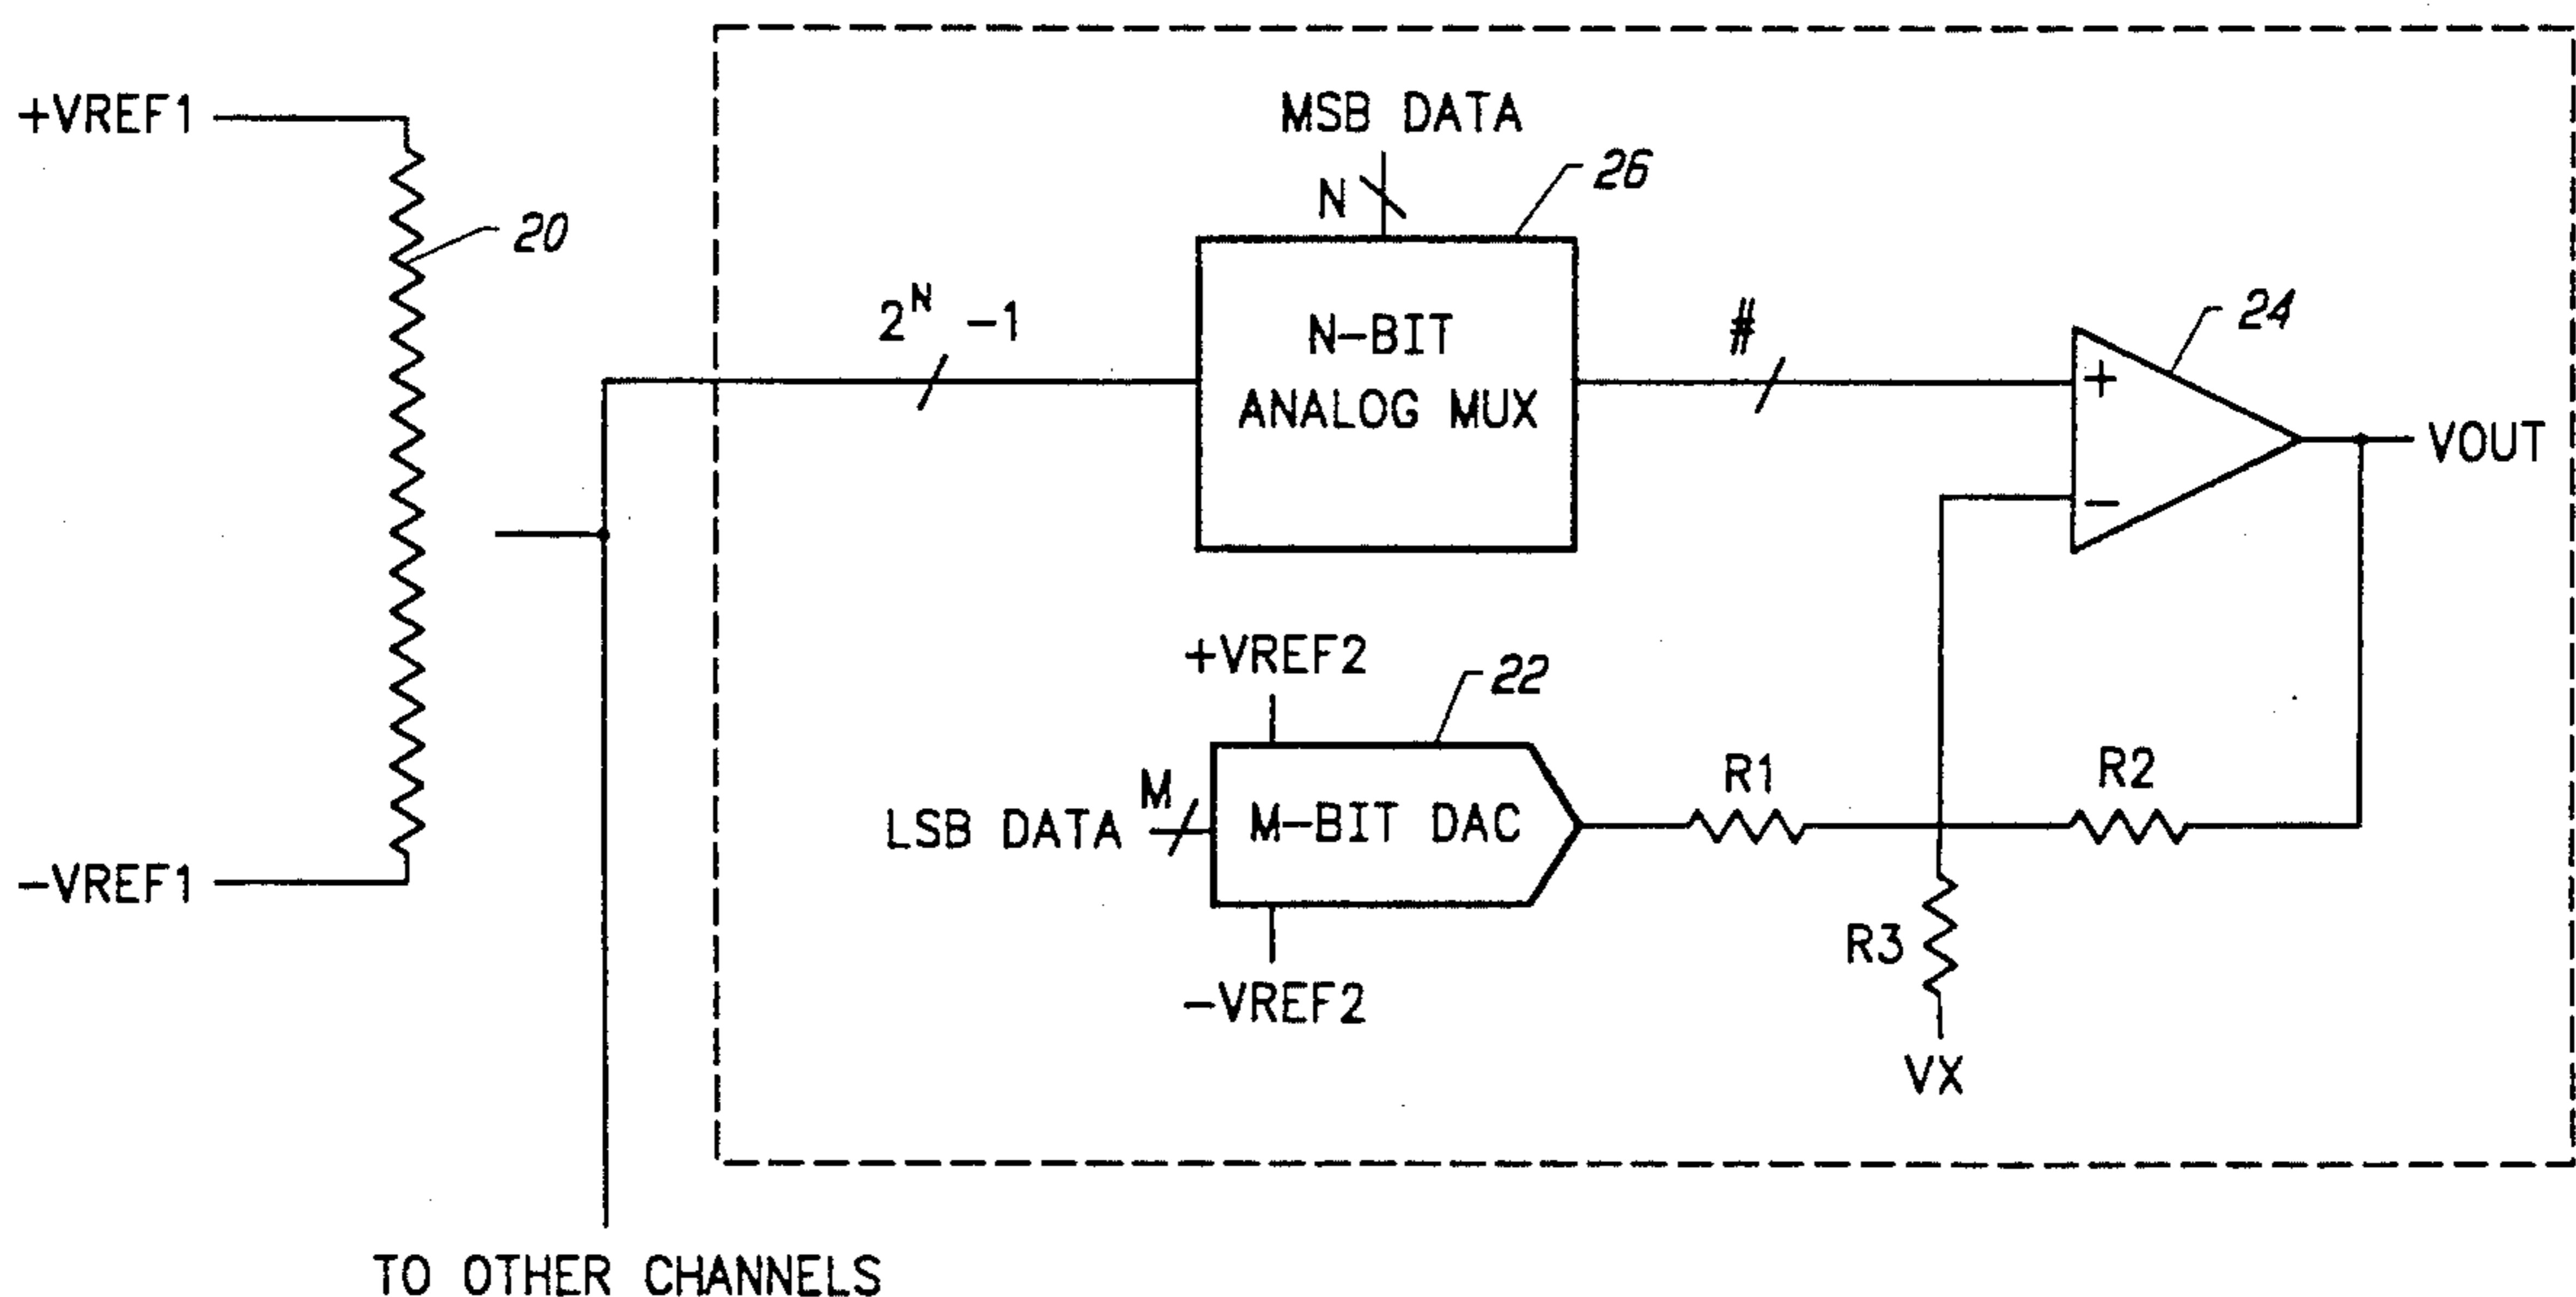 +VREF1
20
-VREF1
MSB DATA
N
26
2^N -1
N-BIT
ANALOG MUX
#
24
+
-
VOUT
+VREF2
22
LSB DATA
M
M-BIT DAC
-VREF2
R1
R2
R3
VX
TO OTHER CHANNELS